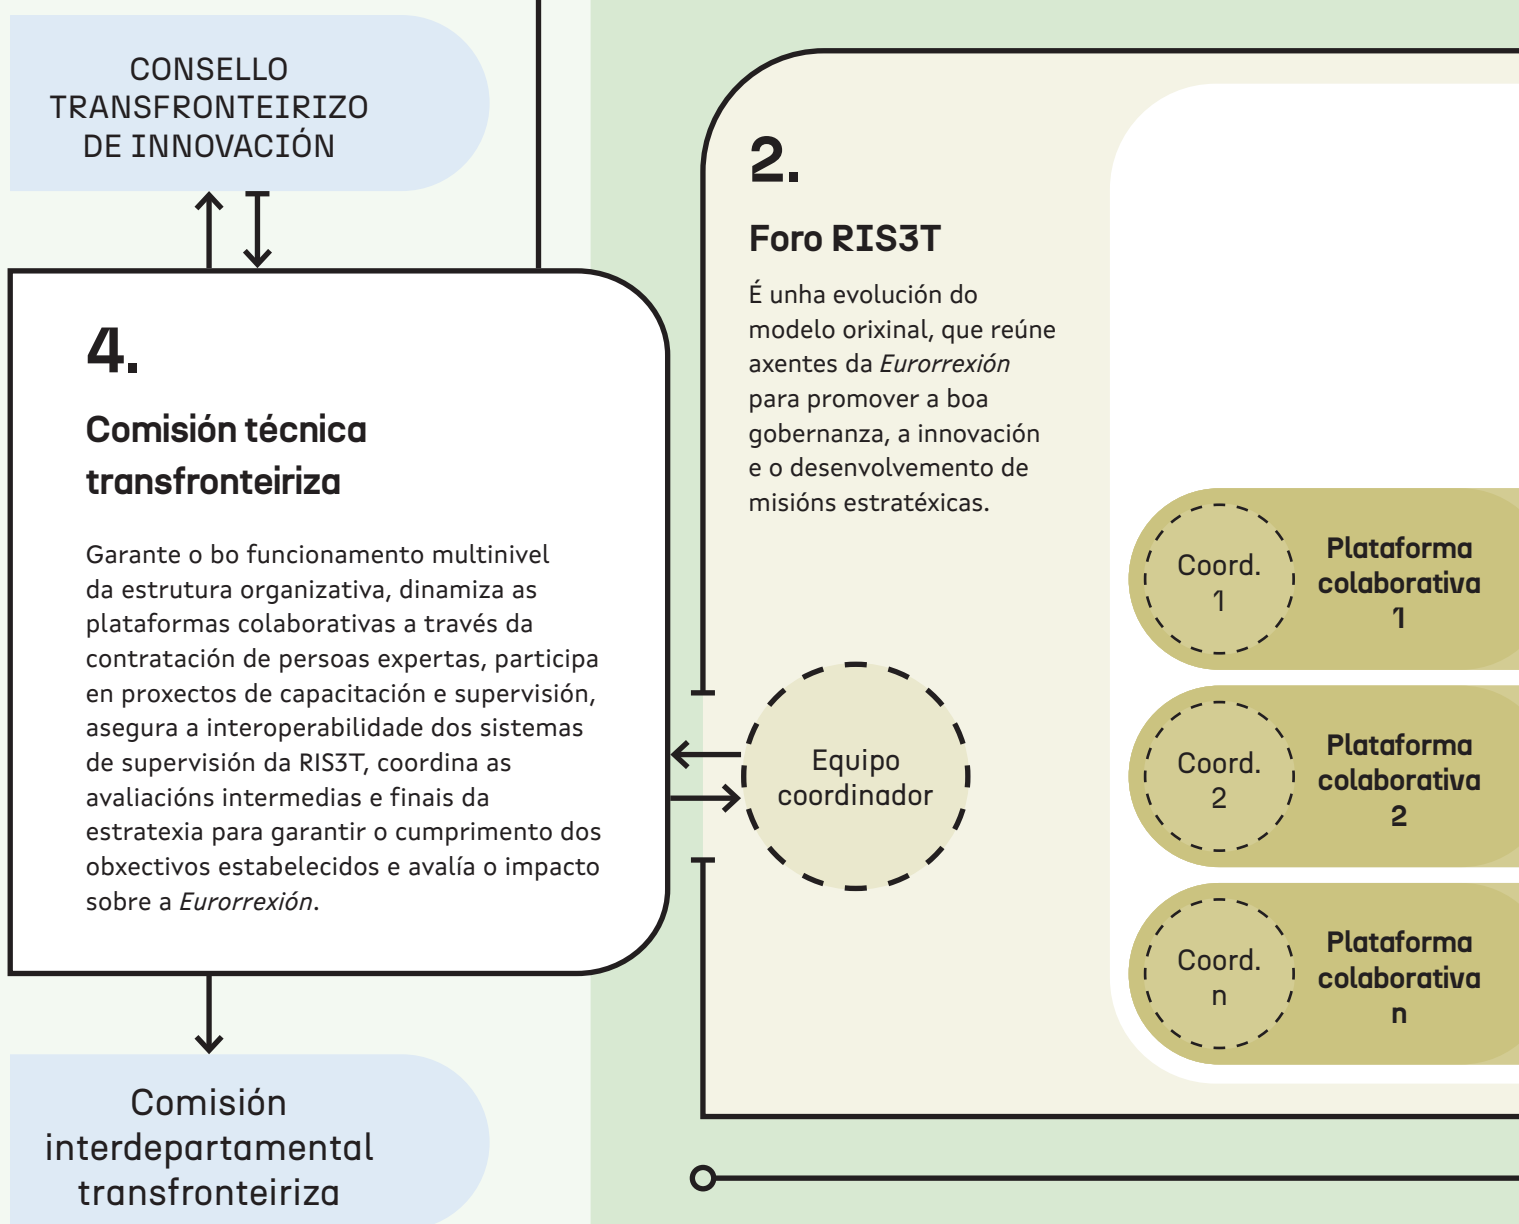 CONSELLO
TRANSFRONTEIRIZO
DE INNOVACIÓN
4.
Comisión técnica
transfronteiriza
Garante o bo funcionamento multinivel
da estrutura organizativa, dinamiza as
plataformas colaborativas a través da
contratación de persoas expertas, participa
en proxectos de capacitación e supervisión,
asegura a interoperabilidade dos sistemas
de supervisión da RIS3T, coordina as
avaliacións intermedias e finais da
estratexia para garantir o cumprimento dos
obxectivos estabelecidos e avalía o impacto
sobre a Eurorrexión.
Comisión
interdepartamental
transfronteiriza
2.
Foro RIS3T
É unha evolución do
modelo orixinal, que reúne
axentes da Eurorrexión
para promover a boa
gobernanza, a innovación
e o desenvolvemento de
misións estratéxicas.
Equipo
coordinador
Coord.
1
Plataforma
colaborativa
1
Coord.
2
Plataforma
colaborativa
2
Coord.
n
Plataforma
colaborativa
n